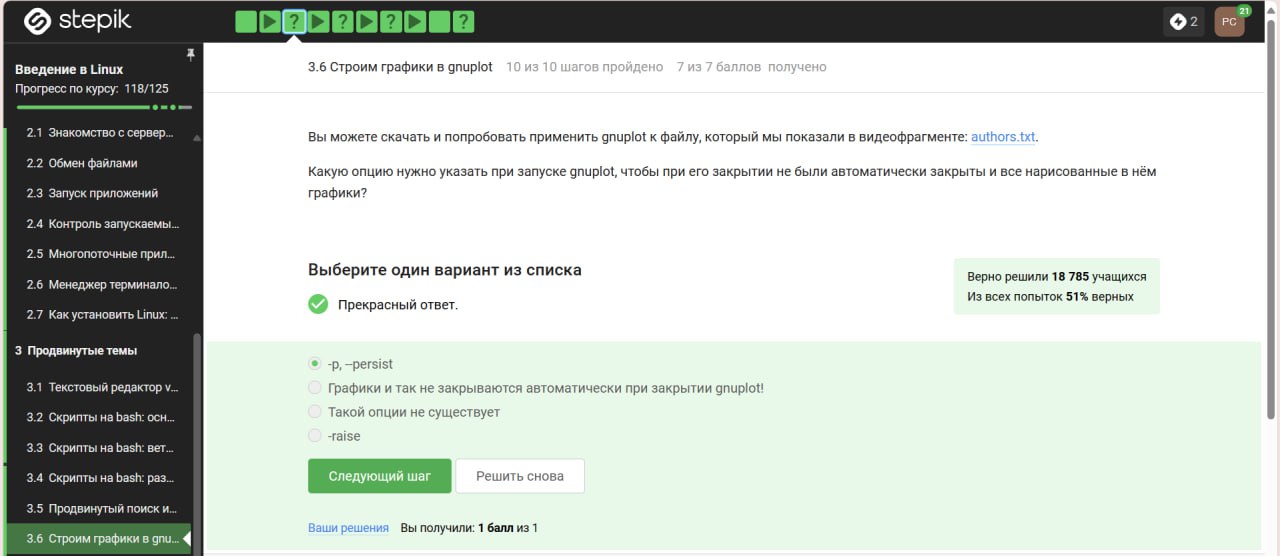 stepik
2
РС
21
Введение в Linux
Прогресс по курсу: 118/125
2.1 Знакомство с сервер...
2.2 Обмен файлами
2.3 Запуск приложений
2.4 Контроль запускаемы...
2.5 Многопоточные прил...
2.6 Менеджер терминало...
2.7 Как установить Linux: ...
3 Продвинутые темы
3.1 Текстовый редактор v...
3.2 Скрипты на bash: осн...
3.3 Скрипты на bash: вет...
3.4 Скрипты на bash: раз...
3.5 Продвинутый поиск и...
3.6 Строим графики в gnu...
3.6 Строим графики в gnuplot 10 из 10 шагов пройдено 7 из 7 баллов получено
Вы можете скачать и попробовать применить gnuplot к файлу, который мы показали в видеофрагменте: authors.txt.
Какую опцию нужно указать при запуске gnuplot, чтобы при его закрытии не были автоматически закрыты и все нарисованные в нём
графики?
Выберите один вариант из списка
Прекрасный ответ.
Верно решили 18 785 учащихся
Из всех попыток 51% верных
-p, --persist
Графики и так не закрываются автоматически при закрытии gnuplot!
Такой опции не существует
-raise
Следующий шаг
Решить снова
Ваши решения Вы получили: 1 балл из 1